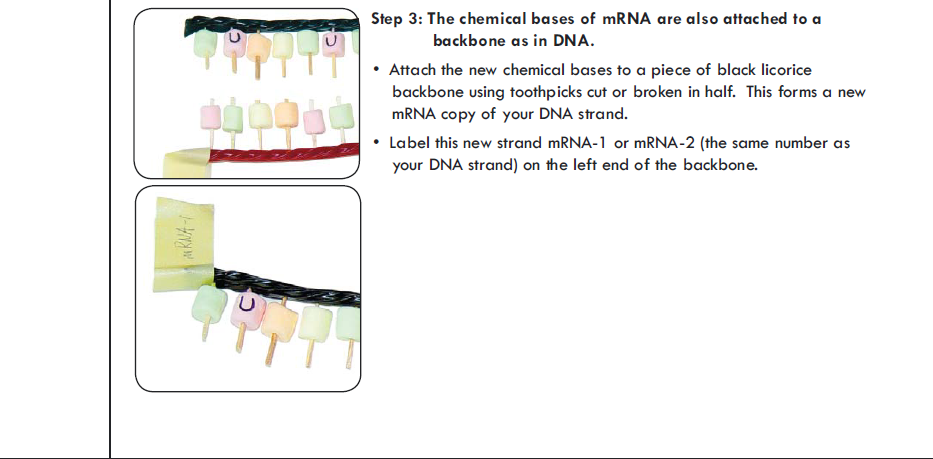 Step 3: The chemical bases of mRNA are also attached to a
backbone as in DNA.
• Attach the new chemical bases to a piece of black licorice
backbone using toothpicks cut or broken in half. This forms a new
mRNA copy of your DNA strand.
• Label this new strand mRNA-1 or mRNA-2 (the same number as
your DNA strand) on the left end of the backbone.
U
U
mRNA-1
U